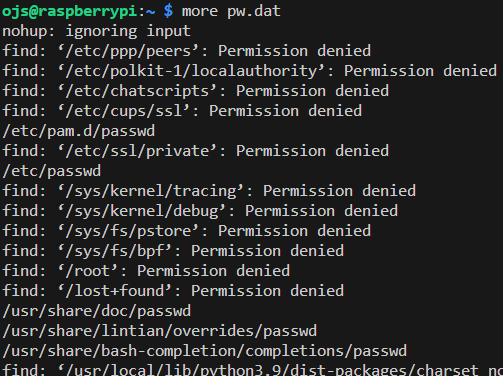 ojs@raspberrypi:~ $ more pw.dat
nohup: ignoring input
find: ‘/etc/ppp/peers’: Permission denied
find: ‘/etc/polkit-1/localauthority’: Permission denied
find: ‘/etc/chatscripts’: Permission denied
find: ‘/etc/cups/ssl’: Permission denied
/etc/pam.d/passwd
find: ‘/etc/ssl/private’: Permission denied
/etc/passwd
find: ‘/sys/kernel/tracing’: Permission denied
find: ‘/sys/kernel/debug’: Permission denied
find: ‘/sys/fs/pstore’: Permission denied
find: ‘/sys/fs/bpf’: Permission denied
find: ‘/root’: Permission denied
find: ‘/lost+found’: Permission denied
/usr/share/doc/passwd
/usr/share/lintian/overrides/passwd
/usr/share/bash-completion/completions/passwd
find: ‘/usr/local/lib/python3.9/dist-packages/charset_no